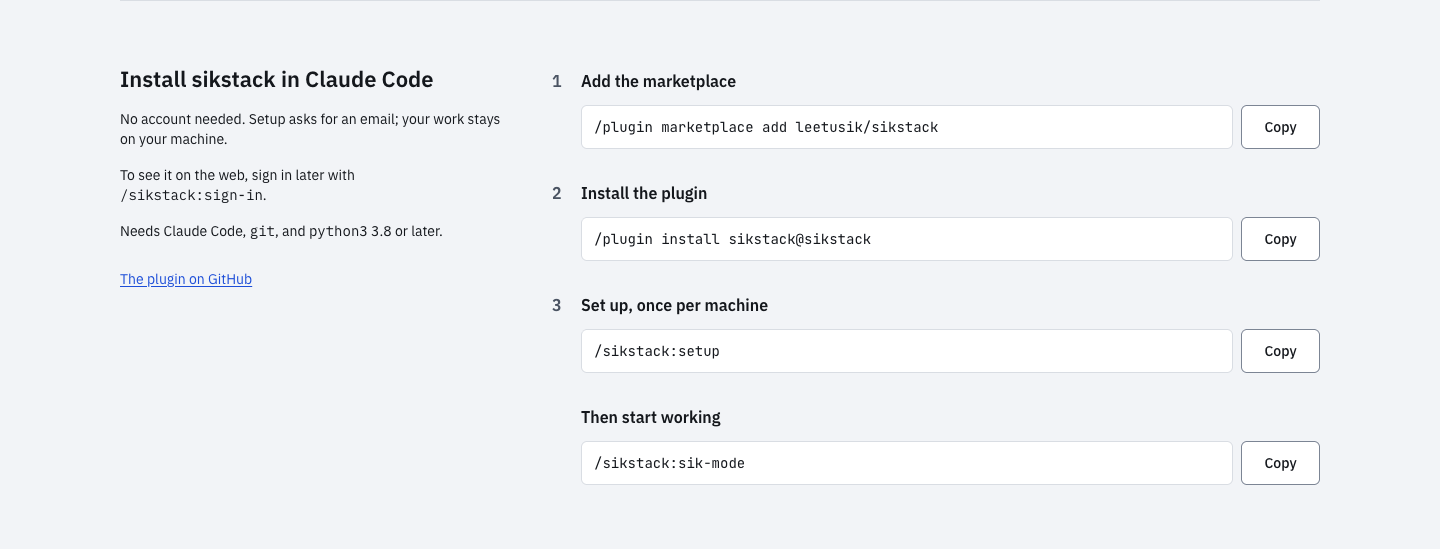 Install sikstack in Claude Code
No account needed. Setup asks for an email; your work stays
on your machine.
To see it on the web, sign in later with
/sikstack:sign-in.
Needs Claude Code, git, and python3 3.8 or later.
The plugin on GitHub
1 Add the marketplace
/plugin marketplace add leetusik/sikstack Copy
2 Install the plugin
/plugin install sikstack@sikstack Copy
3 Set up, once per machine
/sikstack:setup Copy
Then start working
/sikstack:sik-mode Copy